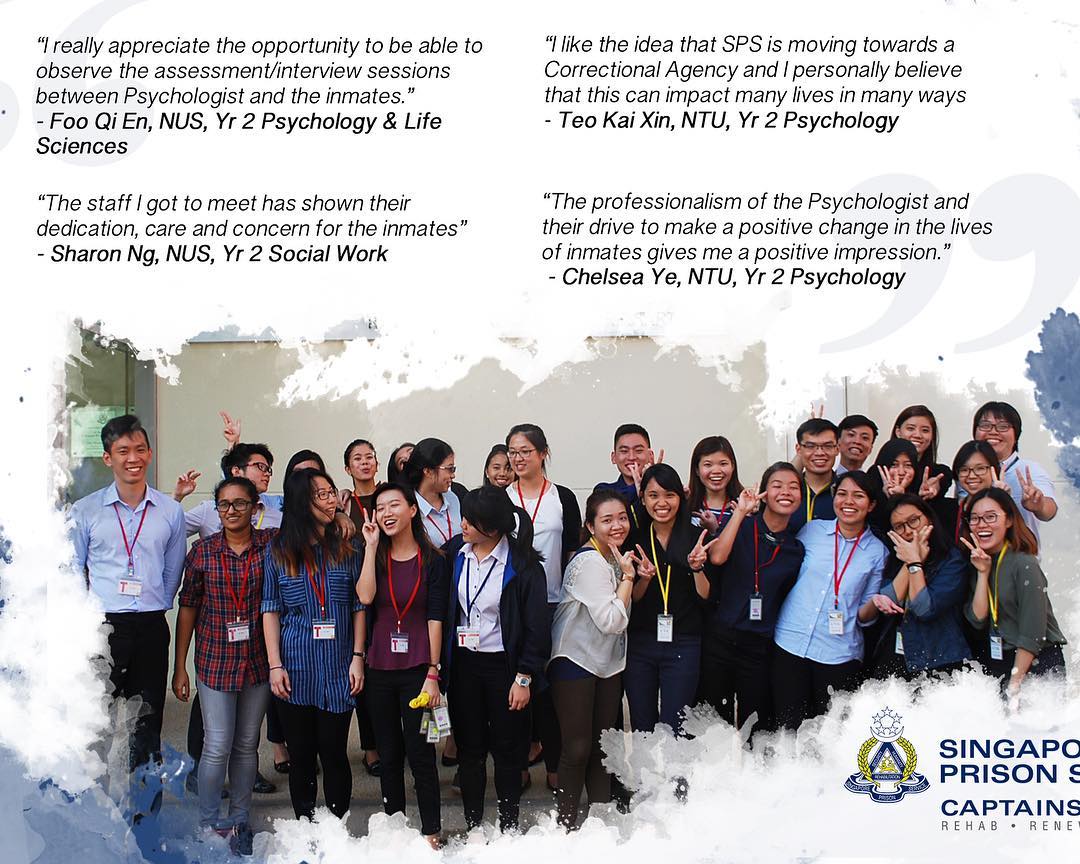 “I really appreciate the opportunity to be able to
observe the assessment/interview sessions
between Psychologist and the inmates.”
- Foo Qi En, NUS, Yr 2 Psychology & Life
Sciences
“I like the idea that SPS is moving towards a
Correctional Agency and I personally believe
that this can impact many lives in many ways
- Teo Kai Xin, NTU, Yr 2 Psychology
“The staff I got to meet has shown their
dedication, care and concern for the inmates”
- Sharon Ng, NUS, Yr 2 Social Work
“The professionalism of the Psychologist and
their drive to make a positive change in the lives
of inmates gives me a positive impression.”
- Chelsea Ye, NTU, Yr 2 Psychology
REHABILITATION
SINGAPORE PRISON SERVICE
SINGAPO
PRISON S
CAPTAINS
REHAB • RENEW